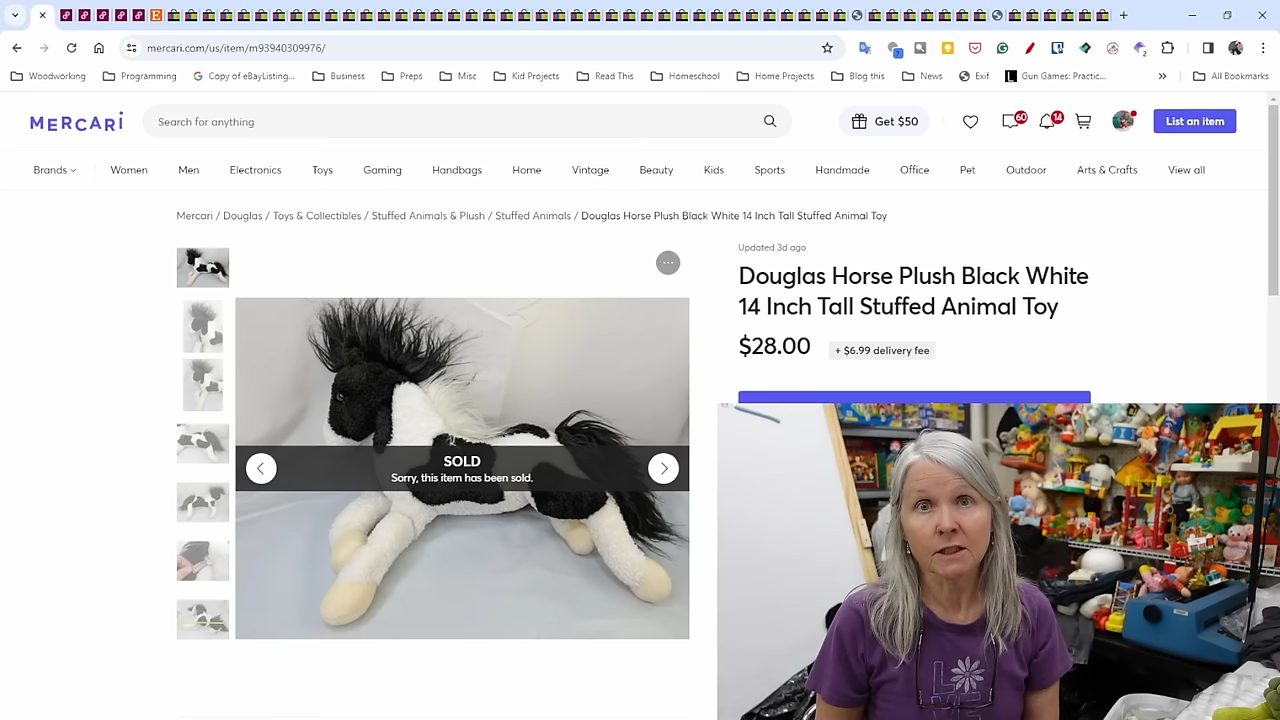 mercari.com/us/item/m93940309976/
7
2
Woodworking
Programming
Copy of eBayListing...
Business
Preps
Misc
Kid Projects
Read This
Homeschool
Home Projects
Blog this
News
Exif
Gun Games: Practic...
»
All Bookmarks
MERCARI
Search for anything
Get $50
60
14
List an item
Brands
Women
Men
Electronics
Toys
Gaming
Handbags
Home
Vintage
Beauty
Kids
Sports
Handmade
Office
Pet
Outdoor
Arts & Crafts
View all
Mercari / Douglas / Toys & Collectibles / Stuffed Animals & Plush / Stuffed Animals / Douglas Horse Plush Black White 14 Inch Tall Stuffed Animal Toy
Updated 3d ago
Douglas Horse Plush Black White
14 Inch Tall Stuffed Animal Toy
$28.00
+ $6.99 delivery fee
SOLD
Sorry, this item has been sold.